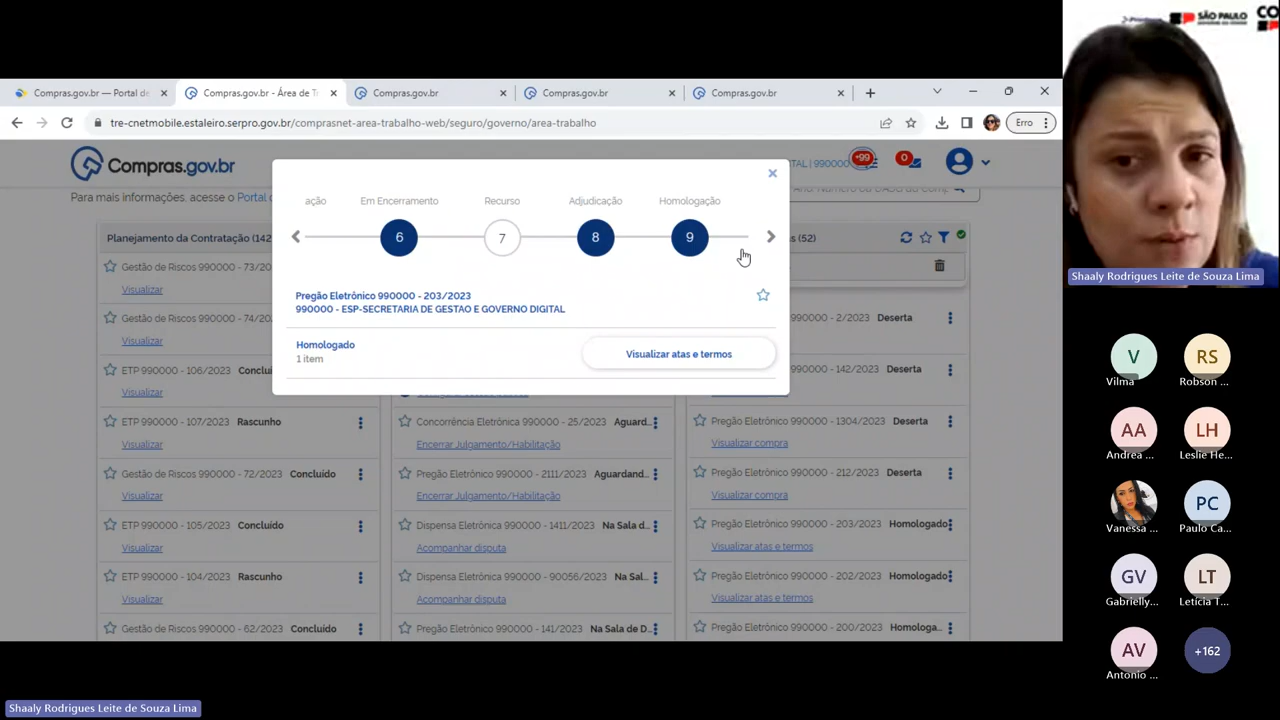 SÃO PAULO
CO
Compras.gov.br — Portal de
Compras.gov.br - Área de T
Compras.gov.br
Compras.gov.br
Compras.gov.br
tre-cnetmobile.estaleiro.serpro.gov.br/comprasnet-area-trabalho-web/seguro/governo/area-trabalho
Erro
Compras.gov.br
TAL | 990000
+99
0
Para mais informações, acesse o Portal
ação
Em Encerramento
Recurso
Adjudicação
Homologação
6
7
8
9
Pregão Eletrônico 990000 - 203/2023
990000 - ESP-SECRETARIA DE GESTAO E GOVERNO DIGITAL
Homologado
1 item
Visualizar atas e termos
Planejamento da Contratação (142
Gestão de Riscos 990000 - 73/20
Visualizar
Gestão de Riscos 990000 - 74/20
Visualizar
ETP 990000 - 106/2023 Conclu
Visualizar
ETP 990000 - 107/2023 Rascunho
Visualizar
Gestão de Riscos 990000 - 72/2023 Concluído
Visualizar
ETP 990000 - 105/2023 Concluído
Visualizar
ETP 990000 - 104/2023 Rascunho
Visualizar
Gestão de Riscos 990000 - 62/2023 Concluído
Concorrência Eletrônica 990000 - 25/2023 Aguard...
Encerrar Julgamento/Habilitação
Pregão Eletrônico 990000 - 2111/2023 Aguardand...
Encerrar Julgamento/Habilitação
Dispensa Eletrônica 990000 - 1411/2023 Na Sala d...
Acompanhar disputa
Dispensa Eletrônica 990000 - 90056/2023 Na Sal...
Acompanhar disputa
Pregão Eletrônico 990000 - 141/2023 Na Sala de D...
s (52)
990000 - 2/2023 Deserta
990000 - 142/2023 Deserta
Pregão Eletrônico 990000 - 1304/2023 Deserta
Visualizar compra
Pregão Eletrônico 990000 - 212/2023 Deserta
Visualizar compra
Pregão Eletrônico 990000 - 203/2023 Homologado
Visualizar atas e termos
Pregão Eletrônico 990000 - 202/2023 Homologado
Visualizar atas e termos
Pregão Eletrônico 990000 - 200/2023 Homologa...
Shaaly Rodrigues Leite de Souza Lima
V
Vilma
RS
Robson ...
AA
Andrea ...
LH
Leslie He...
Vanessa ...
PC
Paulo Ca...
GV
Gabrielly...
LT
Leticia T...
AV
Antonio ...
+162
Shaaly Rodrigues Leite de Souza Lima